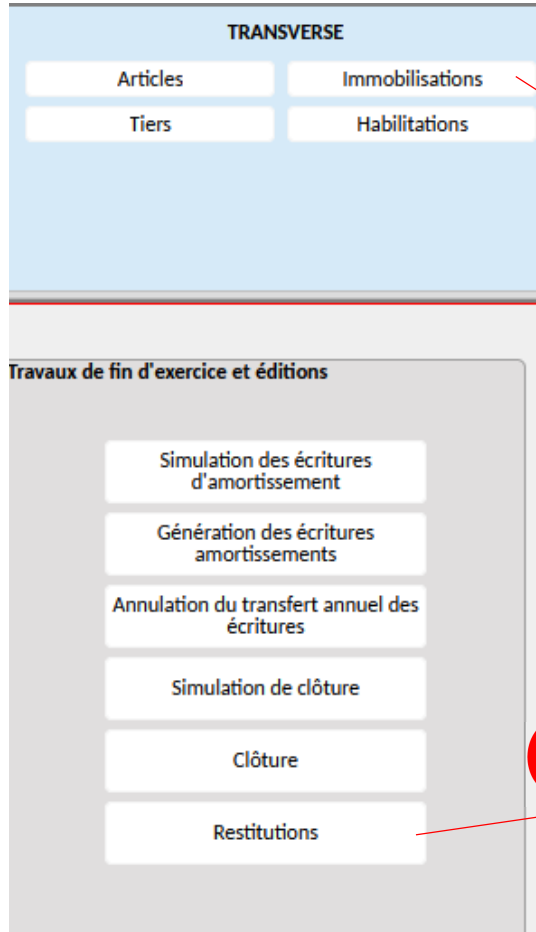 TRANSVERSE
Articles
Immobilisations
Tiers
Habilitations
Travaux de fin d'exercice et éditions
Simulation des écritures
d'amortissement
Génération des écritures
amortissements
Annulation du transfert annuel des
écritures
Simulation de clôture
Clôture
Restitutions